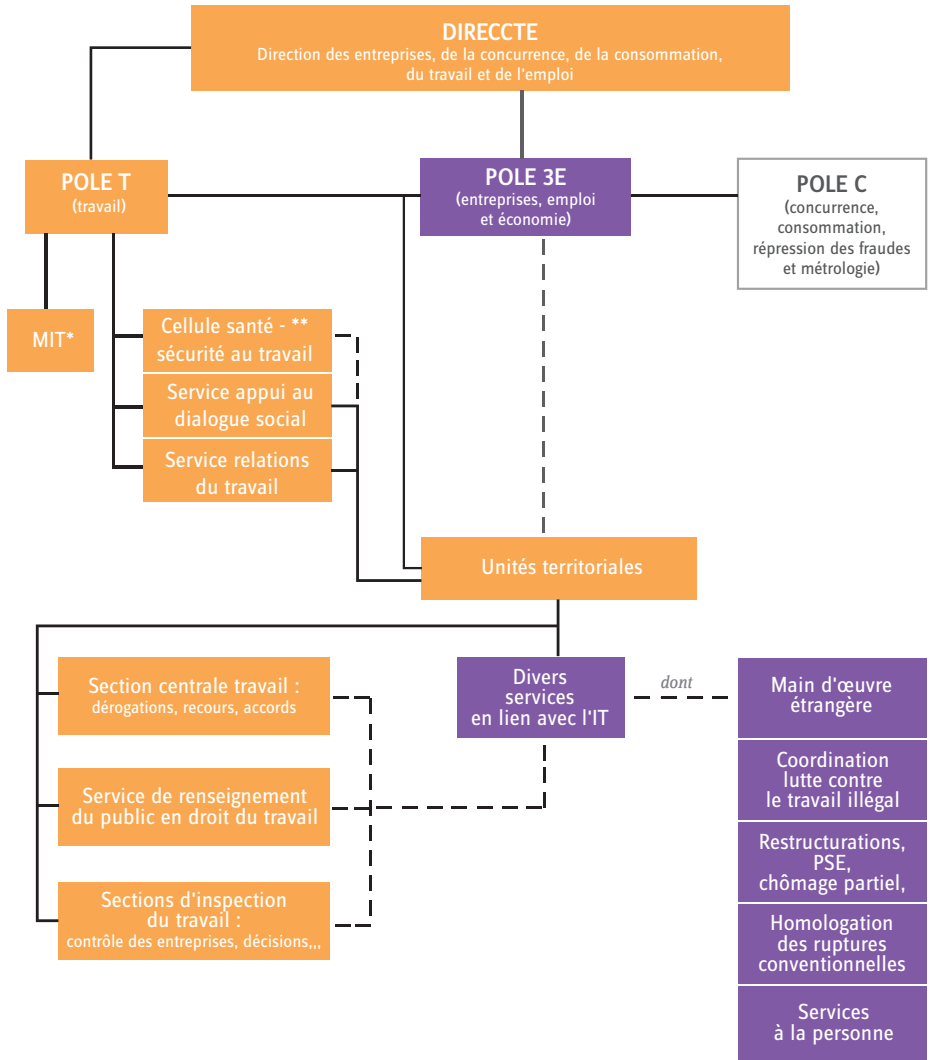 DIRECCTE
Direction des entreprises, de la concurrence, de la consommation,
du travail et de l'emploi
POLE T
(travail)
POLE 3E
(entreprises, emploi
et économie)
POLE C
(concurrence,
consommation,
répression des fraudes
et métrologie)
MIT*
Cellule santé - **
sécurité au travail
Service appui au
dialogue social
Service relations
du travail
Unités territoriales
Section centrale travail :
dérogations, recours, accords
Service de renseignement
du public en droit du travail
Sections d'inspection
du travail :
contrôle des entreprises, décisions,,,
Divers
services
en lien avec l'IT
dont
Main d'œuvre
étrangère
Coordination
lutte contre
le travail illégal
Restructurations,
PSE,
chômage partiel,
Homologation
des ruptures
conventionnelles
Services
à la personne